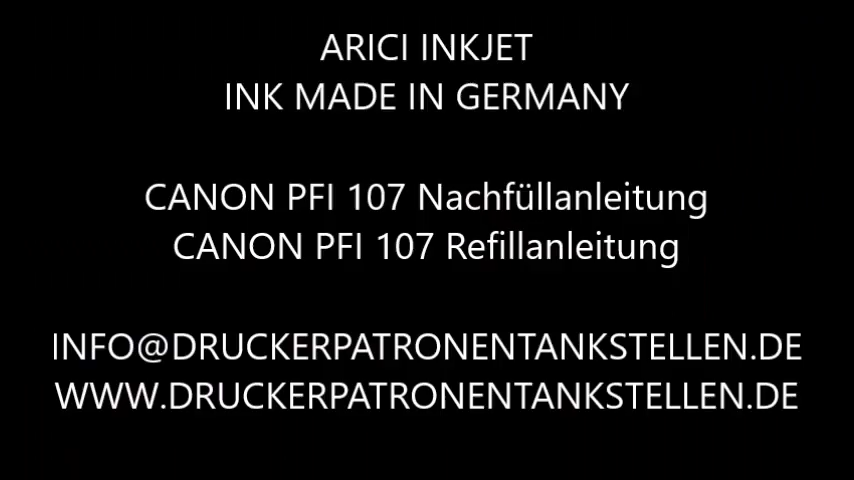 ARICI INKJET
INK MADE IN GERMANY
CANON PFI 107 Nachfüllanleitung
CANON PFI 107 Refillanleitung
INFO@DRUCKERPATRONENTANKSTELLEN.DE
WWW.DRUCKERPATRONENTANKSTELLEN.DE